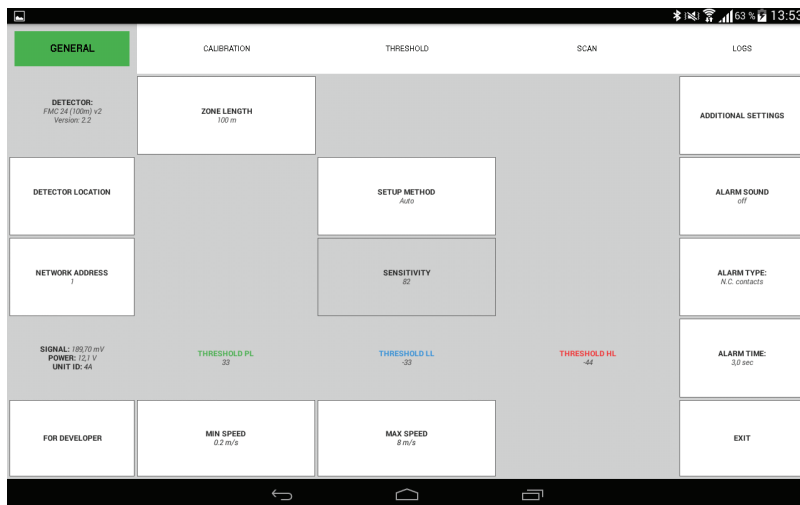 63 % 13:53
GENERAL
CALIBRATION
THRESHOLD
SCAN
LOGS
DETECTOR:
FMC 24 (100m) v2
Version: 2.2
ZONE LENGTH
100 m
ADDITIONAL SETTINGS
DETECTOR LOCATION
SETUP METHOD
Auto
ALARM SOUND
off
NETWORK ADDRESS
1
SENSITIVITY
82
ALARM TYPE:
N.C. contacts
SIGNAL: 189,70 mV
POWER: 12,1 V
UNIT ID: 4A
THRESHOLD PL
33
THRESHOLD LL
-33
THRESHOLD HL
-44
ALARM TIME:
3,0 sec
FOR DEVELOPER
MIN SPEED
0.2 m/s
MAX SPEED
8 m/s
EXIT